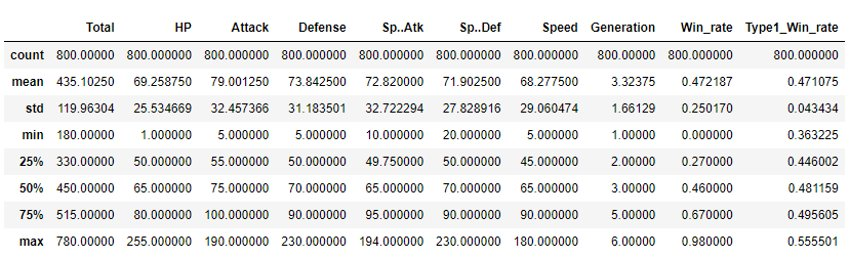 Total HP Attack Defense Sp..Atk Sp..Def Speed Generation Win_rate Type1_Win_rate
count 800.00000 800.000000 800.000000 800.000000 800.000000 800.000000 800.000000 800.00000 800.000000 800.000000
mean 435.10250 69.258750 79.001250 73.842500 72.820000 71.902500 68.277500 3.32375 0.472187 0.471075
std 119.96304 25.534669 32.457366 31.183501 32.722294 27.828916 29.060474 1.66129 0.250170 0.043434
min 180.00000 1.000000 5.000000 5.000000 10.000000 20.000000 5.000000 1.00000 0.000000 0.363225
25% 330.00000 50.000000 55.000000 50.000000 49.750000 50.000000 45.000000 2.00000 0.270000 0.446002
50% 450.00000 65.000000 75.000000 70.000000 65.000000 70.000000 65.000000 3.00000 0.460000 0.481159
75% 515.00000 80.000000 100.000000 90.000000 95.000000 90.000000 90.000000 5.00000 0.670000 0.495605
max 780.00000 255.000000 190.000000 230.000000 194.000000 230.000000 180.000000 6.00000 0.980000 0.555501